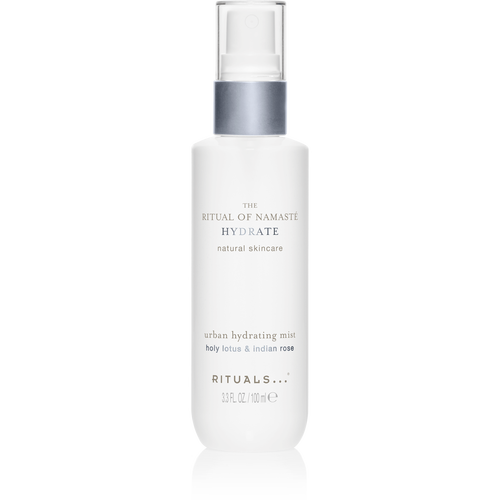 THE
RITUAL OF NAMASTÉ
HYDRATE
natural skincare
urban hydrating mist
holy lotus & indian rose
RITUALS...®
3.3 FL. OZ. / 100 ml ℮